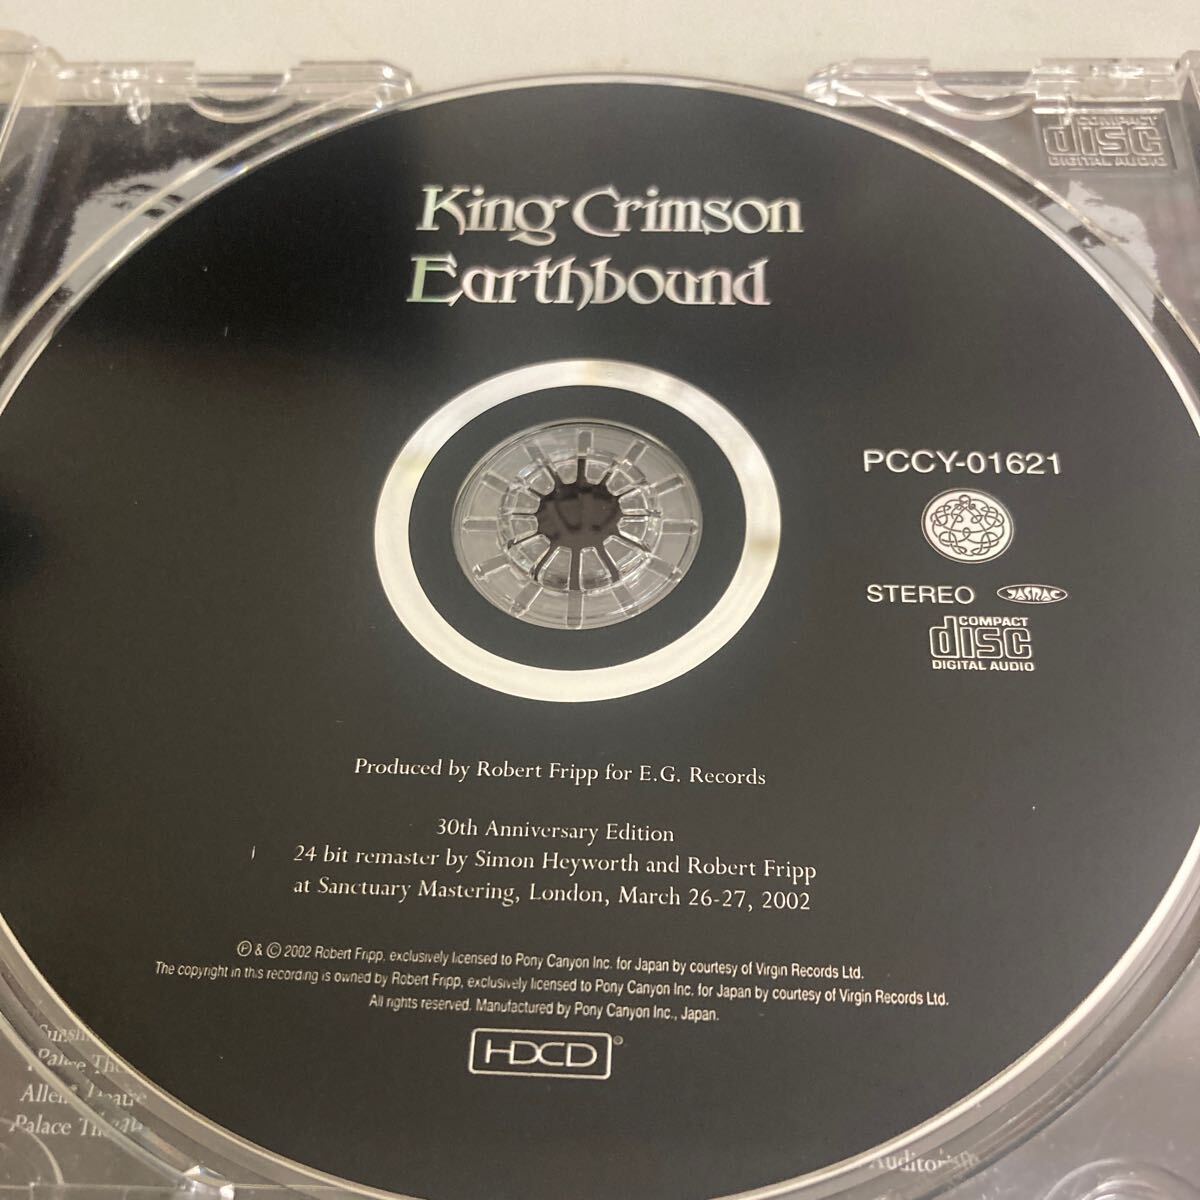 COMPACT
disc
DIGITAL AUDIO
King Crimson
Earthbound
PCCY-01621
STEREO JASRAC
COMPACT
disc
DIGITAL AUDIO
Produced by Robert Fripp for E.G. Records
30th Anniversary Edition
24 bit remaster by Simon Heyworth and Robert Fripp
at Sanctuary Mastering, London, March 26-27, 2002
℗ & © 2002 Robert Fripp, exclusively licensed to Pony Canyon Inc. for Japan by courtesy of Virgin Records Ltd.
The copyright in this recording is owned by Robert Fripp, exclusively licensed to Pony Canyon Inc. for Japan by courtesy of Virgin Records Ltd.
All rights reserved. Manufactured by Pony Canyon Inc., Japan.
HDCD®
Palace
Allen
Palace